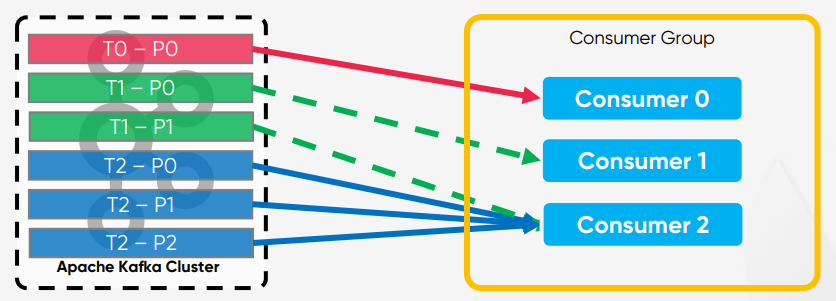 T0 – P0
T1 – P0
T1 – P1
T2 – P0
T2 – P1
T2 – P2
Apache Kafka Cluster
Consumer Group
Consumer 0
Consumer 1
Consumer 2